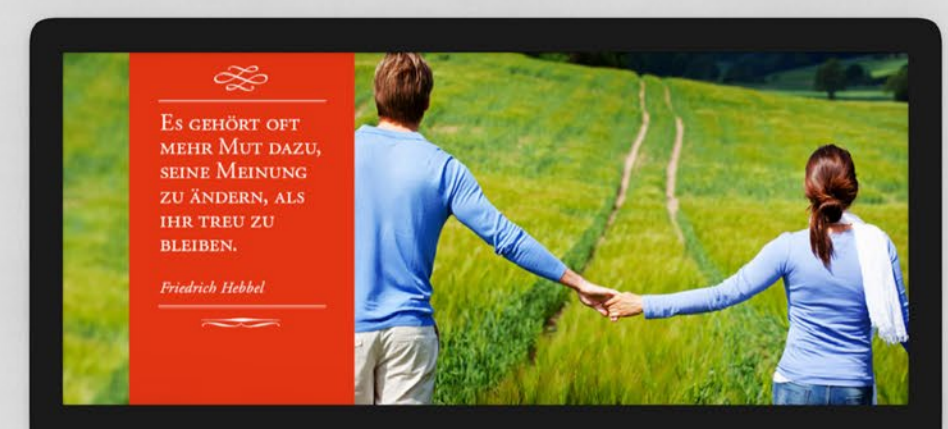 Es gehört oft
mehr Mut dazu,
seine Meinung
zu ändern, als
ihr treu zu
bleiben.
Friedrich Hebbel